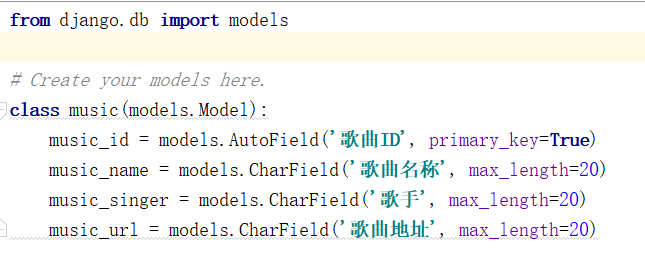 from django.db import models
# Create your models here.
class music(models.Model):
music_id = models.AutoField('歌曲ID', primary_key=True)
music_name = models.CharField('歌曲名称', max_length=20)
music_singer = models.CharField('歌手', max_length=20)
music_url = models.CharField('歌曲地址', max_length=20)